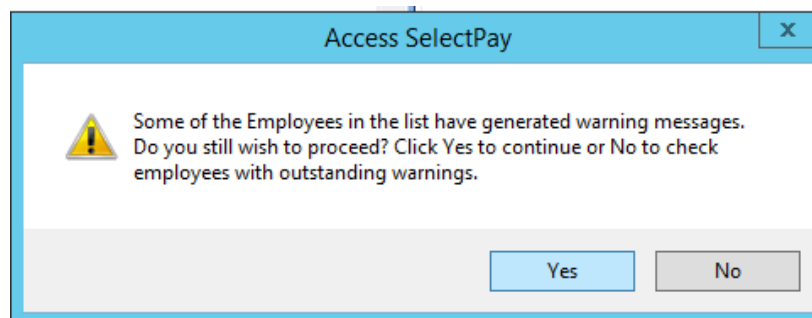 Access SelectPay
x
Some of the Employees in the list have generated warning messages.
Do you still wish to proceed? Click Yes to continue or No to check
employees with outstanding warnings.
Yes
No